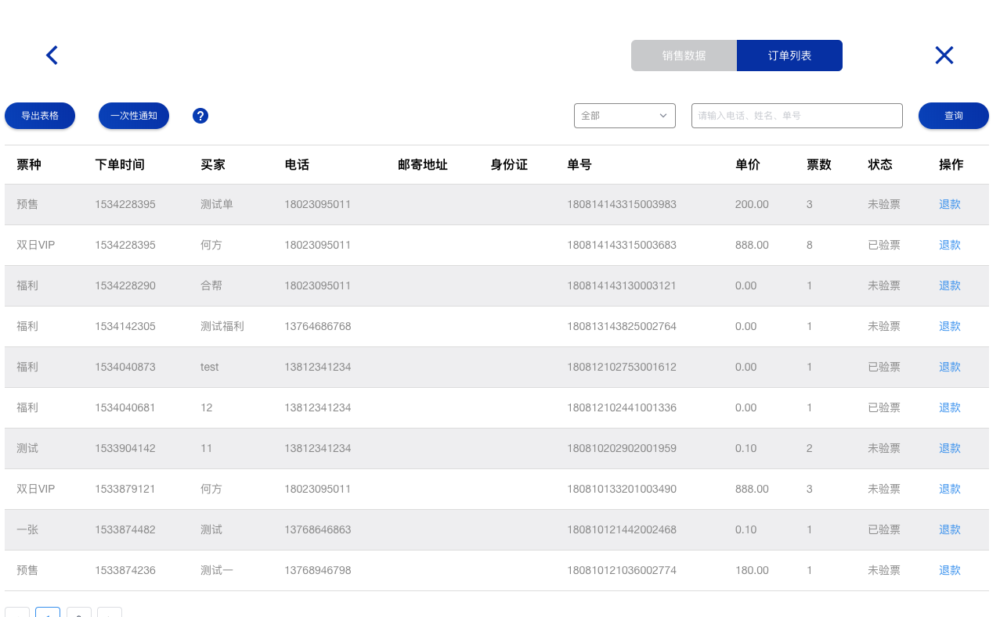 销售数据 订单列表
导出表格 一次性通知 ? 全部 请输入电话、姓名、单号 查询
票种 下单时间 买家 电话 邮寄地址 身份证 单号 单价 票数 状态 操作
预售 1534228395 测试单 18023095011 180814143315003983 200.00 3 未验票 退款
双日VIP 1534228395 何方 18023095011 180814143315003683 888.00 8 已验票 退款
福利 1534228290 合帮 18023095011 180814143130003121 0.00 1 未验票 退款
福利 1534142305 测试福利 13764686768 180813143825002764 0.00 1 未验票 退款
福利 1534040873 test 13812341234 180812102753001612 0.00 1 已验票 退款
福利 1534040681 12 13812341234 180812102441001336 0.00 1 已验票 退款
测试 1533904142 11 13812341234 180810202902001959 0.10 2 未验票 退款
双日VIP 1533879121 何方 18023095011 180810133201003490 888.00 3 未验票 退款
一张 1533874482 测试 13768646863 180810121442002468 0.10 1 已验票 退款
预售 1533874236 测试一 13768946798 180810121036002774 180.00 1 未验票 退款